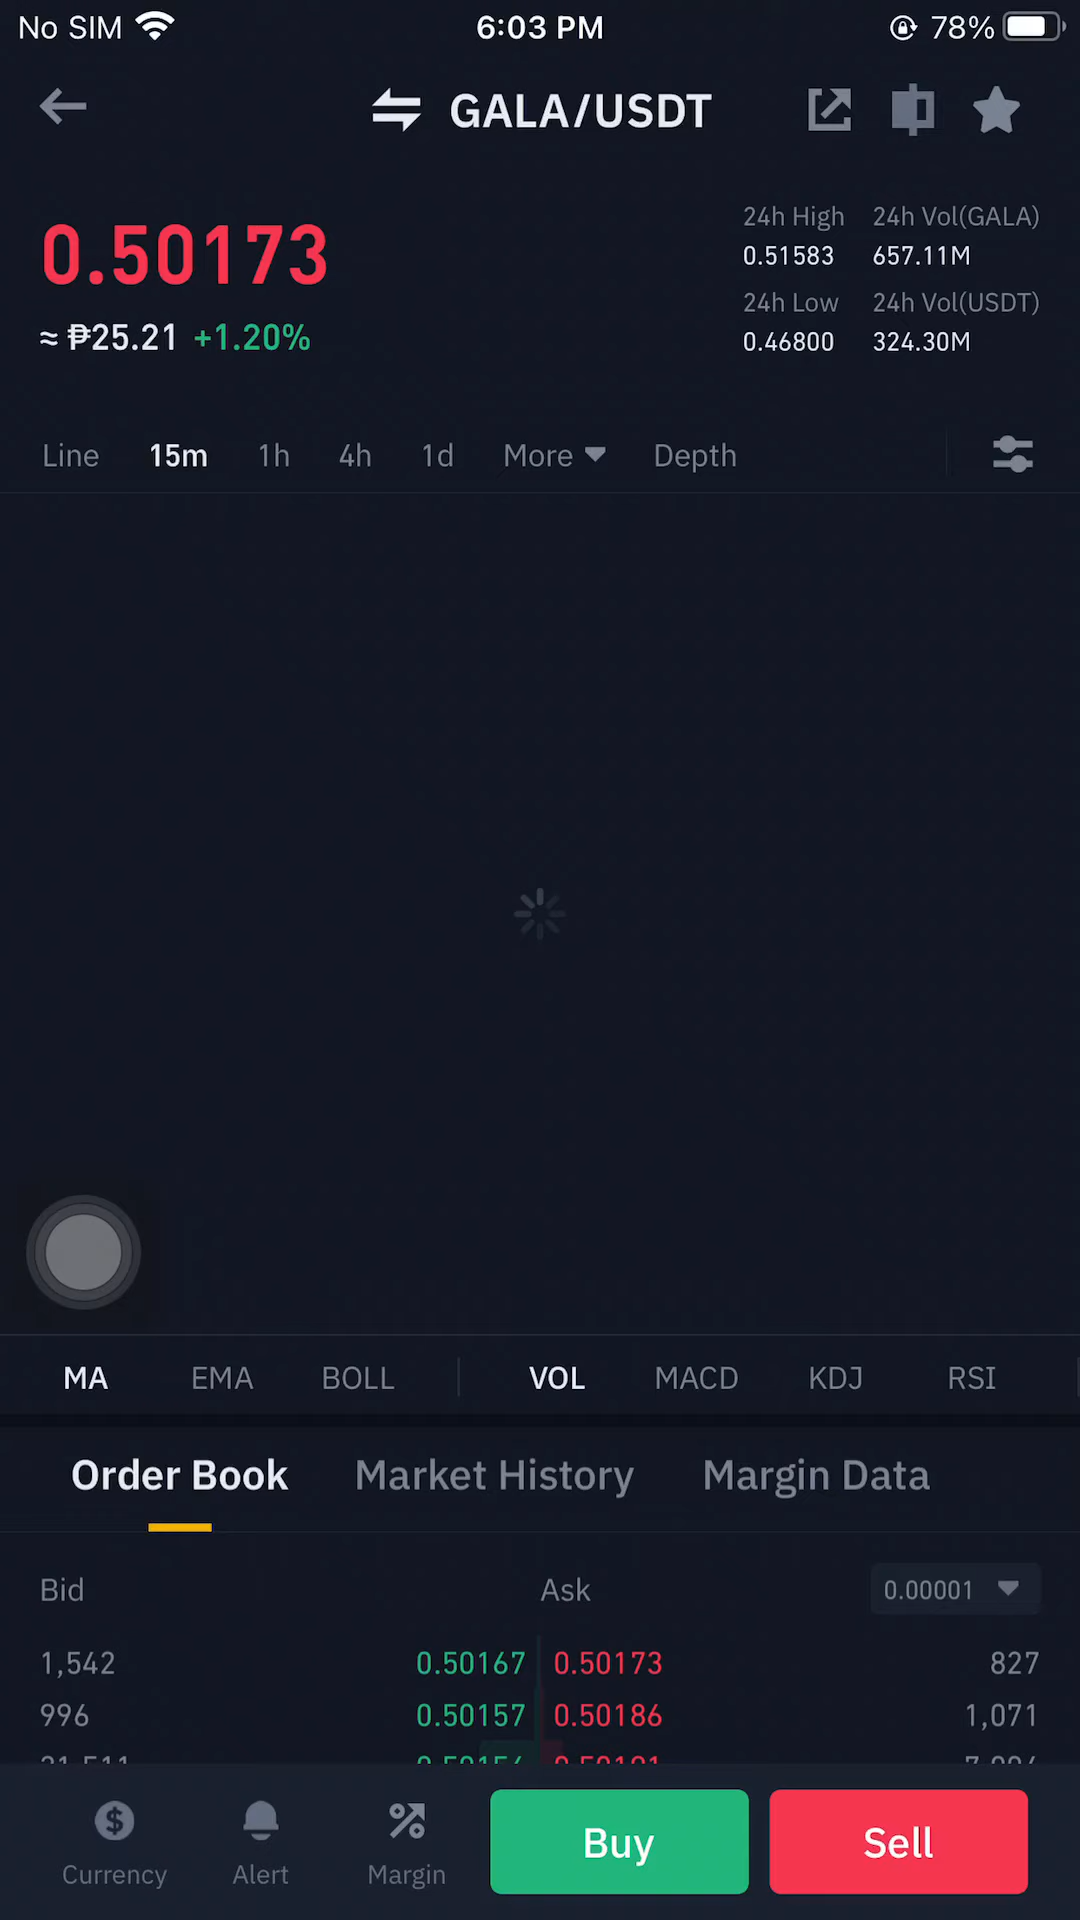 No SIM 6:03 PM 78%
GALA/USDT
0.50173
≈ ₱25.21 +1.20%
24h High 24h Vol(GALA)
0.51583 657.11M
24h Low 24h Vol(USDT)
0.46800 324.30M
Line 15m 1h 4h 1d More Depth
MA EMA BOLL VOL MACD KDJ RSI
Order Book Market History Margin Data
Bid Ask 0.00001
1,542 0.50167 0.50173 827
996 0.50157 0.50186 1,071
Currency Alert Margin Buy Sell